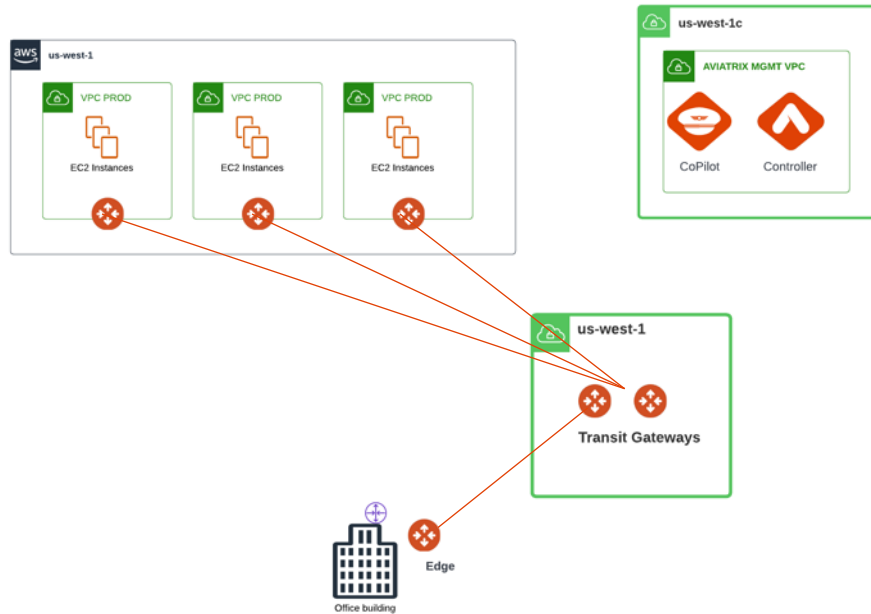 aws
us-west-1
VPC PROD
EC2 Instances
VPC PROD
EC2 Instances
VPC PROD
EC2 Instances
us-west-1c
AVIATRIX MGMT VPC
CoPilot
Controller
us-west-1
Transit Gateways
Edge
Office building